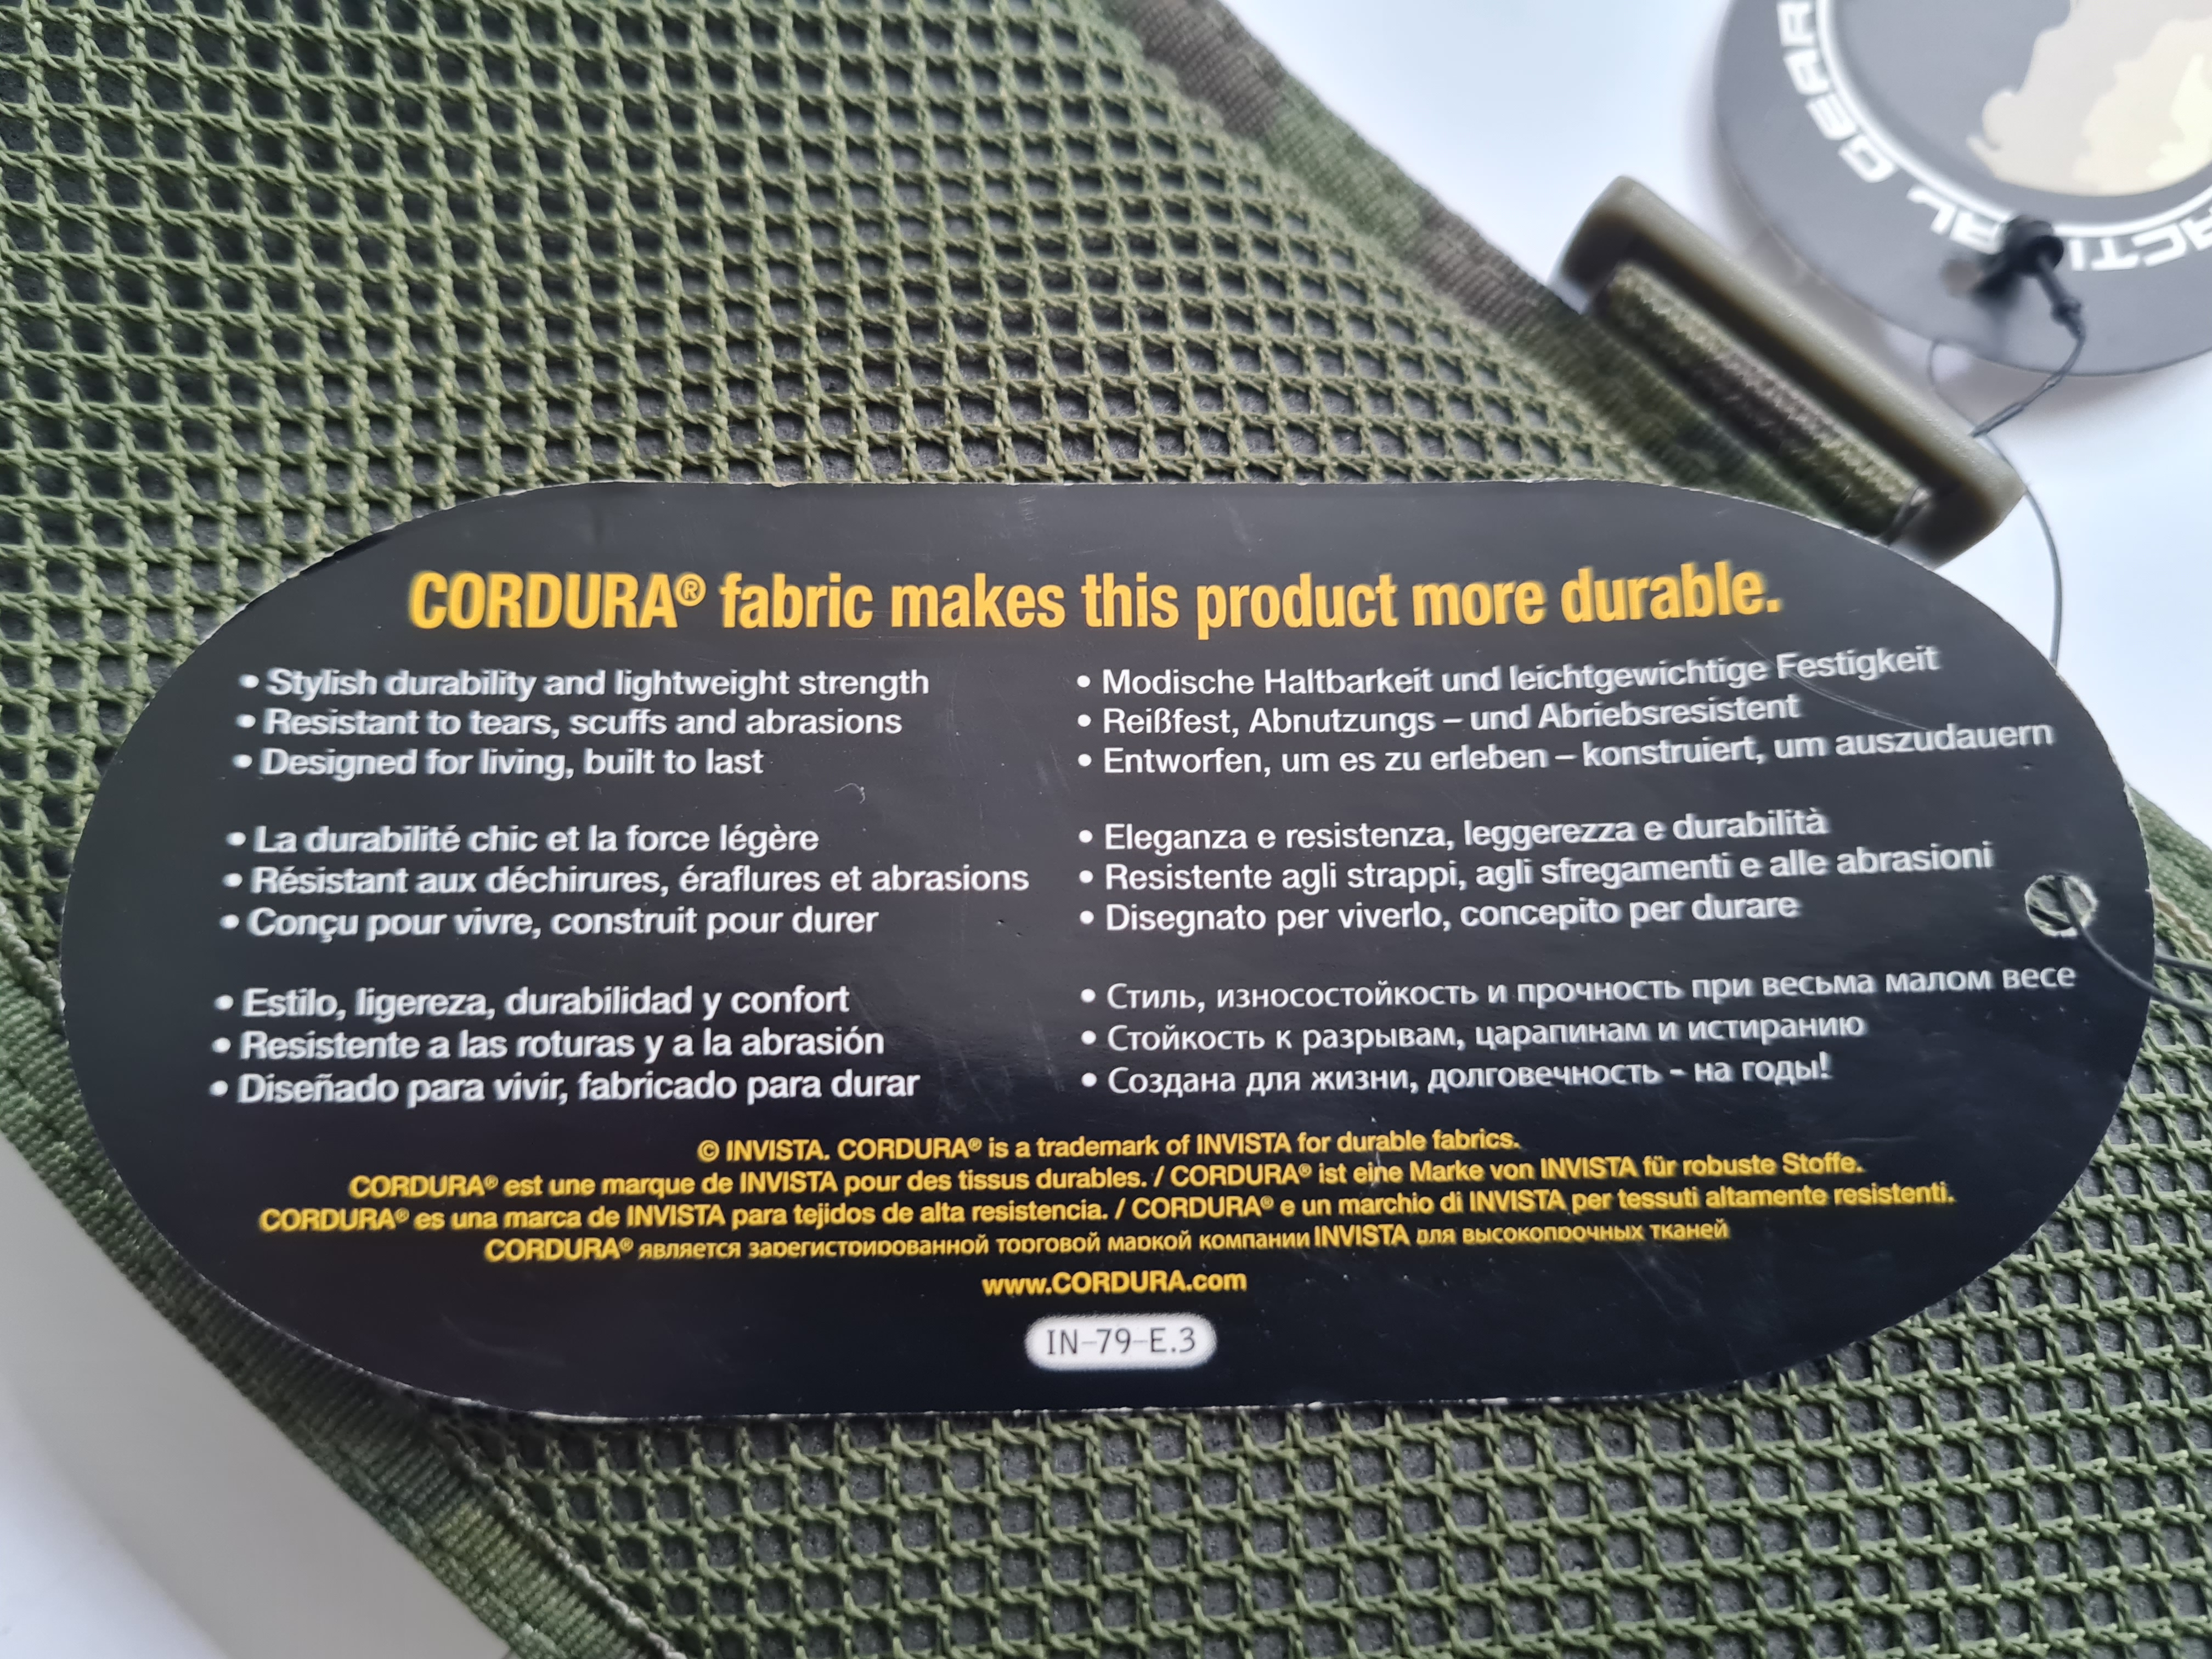 TACTICAL GEAR
CORDURA® fabric makes this product more durable.
• Stylish durability and lightweight strength
• Resistant to tears, scuffs and abrasions
• Designed for living, built to last
• La durabilité chic et la force légère
• Résistant aux déchirures, éraflures et abrasions
• Conçu pour vivre, construit pour durer
• Estilo, ligereza, durabilidad y confort
• Resistente a las roturas y a la abrasión
• Diseñado para vivir, fabricado para durar
• Modische Haltbarkeit und leichtgewichtige Festigkeit
• Reißfest, Abnutzungs – und Abriebsresistent
• Entworfen, um es zu erleben – konstruiert, um auszudauern
• Eleganza e resistenza, leggerezza e durabilità
• Resistente agli strappi, agli sfregamenti e alle abrasioni
• Disegnato per viverlo, concepito per durare
• Стиль, износостойкость и прочность при весьма малом весе
• Стойкость к разрывам, царапинам и истиранию
• Создана для жизни, долговечность - на годы!
© INVISTA. CORDURA® is a trademark of INVISTA for durable fabrics.
CORDURA® est une marque de INVISTA pour des tissus durables. / CORDURA® ist eine Marke von INVISTA für robuste Stoffe.
CORDURA® es una marca de INVISTA para tejidos de alta resistencia. / CORDURA® e un marchio di INVISTA per tessuti altamente resistenti.
CORDURA® является зарегистрированной торговой маркой компании INVISTA для высокопрочных тканей
www.CORDURA.com
IN-79-E.3